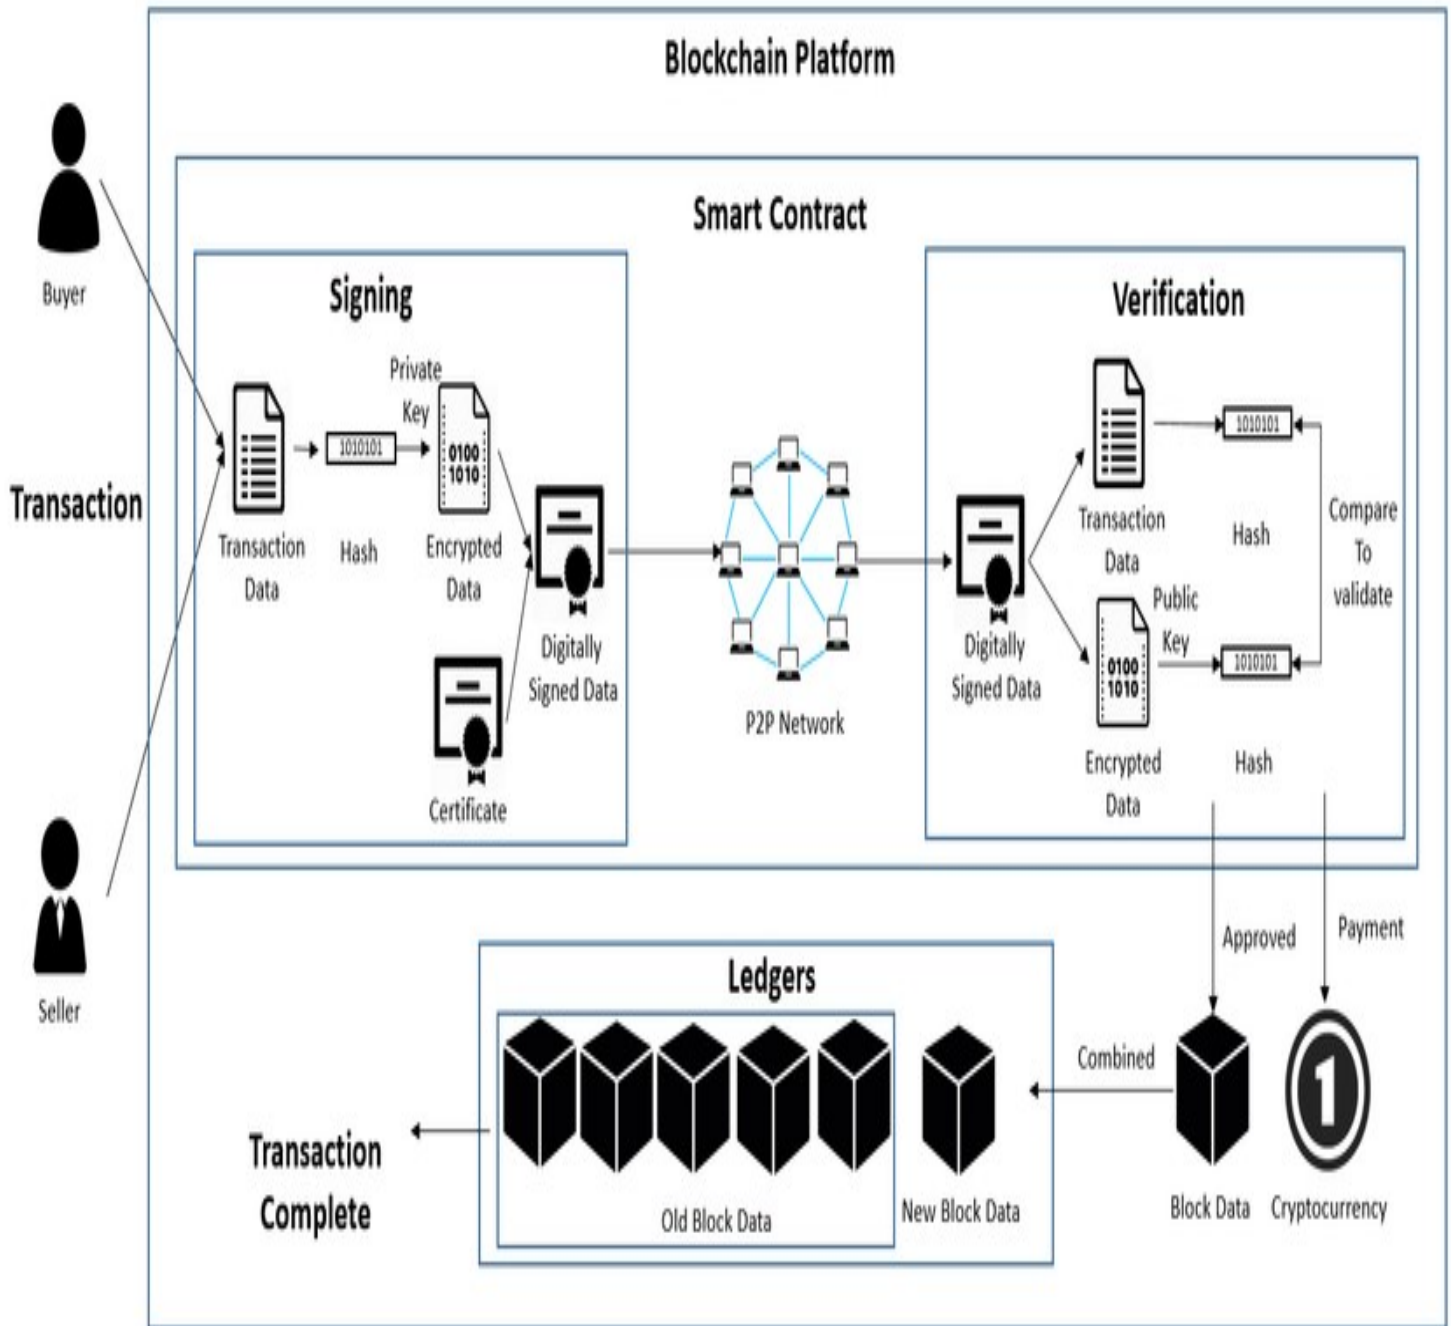 Blockchain Platform
Smart Contract
Buyer
Signing
Private
Key
1010101
0100
1010
Transaction
Transaction
Data
Hash
Encrypted
Data
Digitally
Signed Data
Certificate
P2P Network
Verification
1010101
Transaction
Data
Hash
Compare
To
validate
Digitally
Signed Data
Public
Key
0100
1010
1010101
Encrypted
Data
Hash
Seller
Approved
Payment
Ledgers
Combined
1
Transaction
Complete
Old Block Data
New Block Data
Block Data
Cryptocurrency